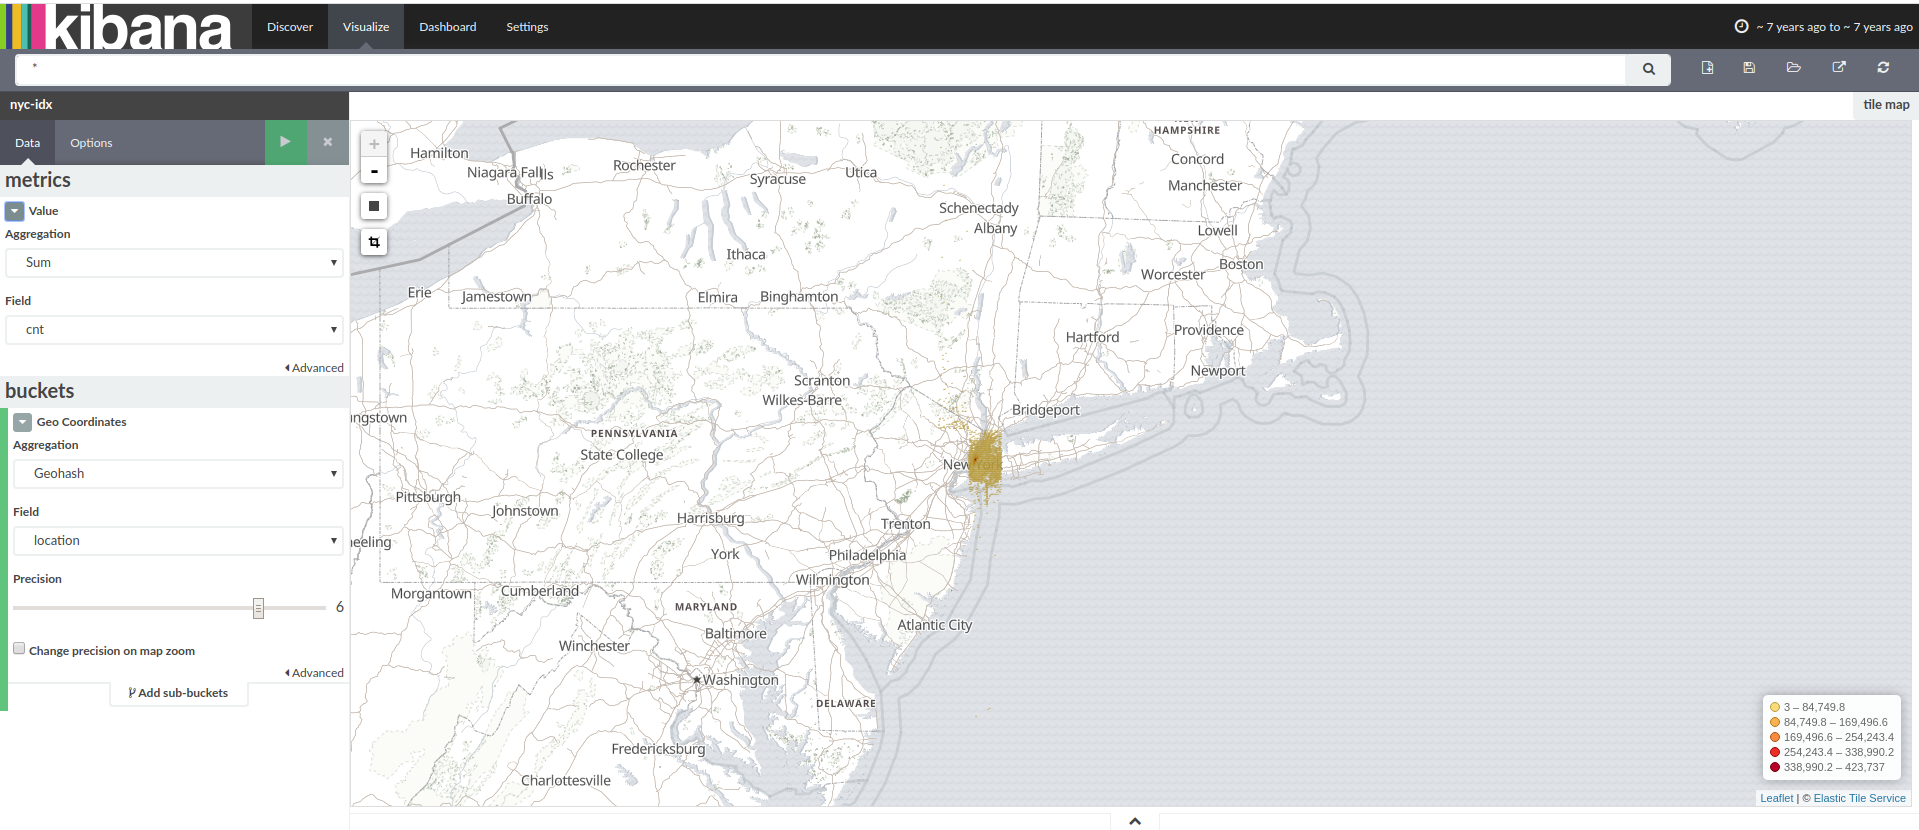 kibana
Discover
Visualize
Dashboard
Settings
~ 7 years ago to ~ 7 years ago
*
nyc-idx
tile map
Data
Options
metrics
Value
Aggregation
Sum
Field
cnt
Advanced
buckets
Geo Coordinates
Aggregation
Geohash
Field
location
Precision
6
Change precision on map zoom
Advanced
Add sub-buckets
+
-
HAMPSHIRE
Hamilton
Rochester
Concord
Niagara Falls
Syracuse
Utica
Manchester
Buffalo
Schenectady
Albany
Lowell
Ithaca
Boston
Worcester
Erie
Jamestown
Elmira
Binghamton
Providence
Hartford
Newport
Scranton
Wilkes-Barre
Bridgeport
ngstown
PENNSYLVANIA
State College
New York
Pittsburgh
Johnstown
Harrisburg
Trenton
eeling
York
Philadelphia
Wilmington
Morgantown
Cumberland
MARYLAND
Atlantic City
Baltimore
Winchester
Washington
DELAWARE
Fredericksburg
Charlottesville
3 – 84,749.8
84,749.8 – 169,496.6
169,496.6 – 254,243.4
254,243.4 – 338,990.2
338,990.2 – 423,737
Leaflet | © Elastic Tile Service